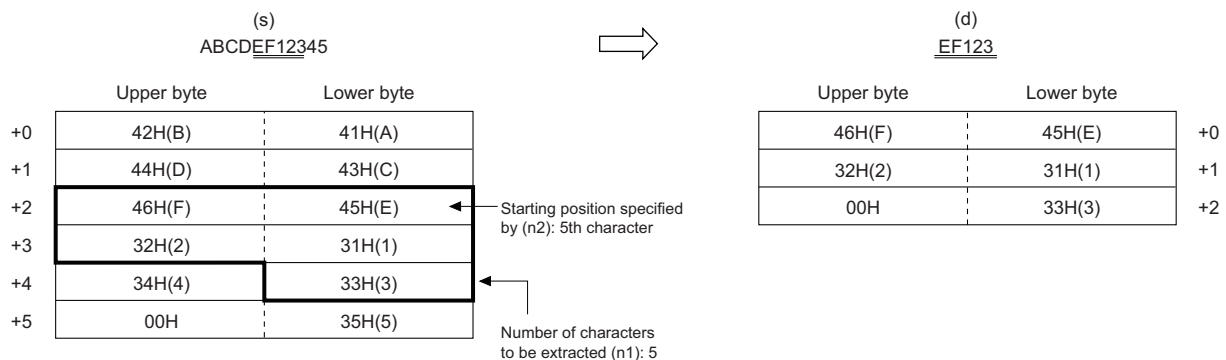 (s)
ABCDEF12345
Upper byte Lower byte
+0 42H(B) 41H(A)
+1 44H(D) 43H(C)
+2 46H(F) 45H(E)
+3 32H(2) 31H(1)
+4 34H(4) 33H(3)
+5 00H 35H(5)
Starting position specified
by (n2): 5th character
Number of characters
to be extracted (n1): 5
(d)
EF123
Upper byte Lower byte
46H(F) 45H(E) +0
32H(2) 31H(1) +1
00H 33H(3) +2